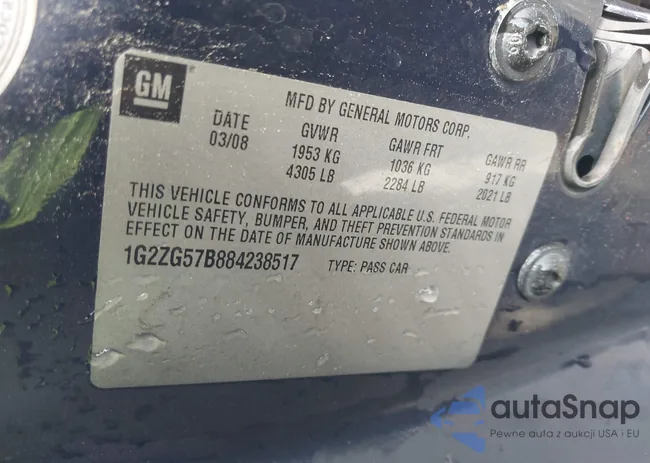 GM
MFD BY GENERAL MOTORS CORP.
DATE GVWR GAWR FRT GAWR RR
03/08 1953 KG 1036 KG 917 KG
4305 LB 2284 LB 2021 LB
THIS VEHICLE CONFORMS TO ALL APPLICABLE U.S. FEDERAL MOTOR
VEHICLE SAFETY, BUMPER, AND THEFT PREVENTION STANDARDS IN
EFFECT ON THE DATE OF MANUFACTURE SHOWN ABOVE.
1G2ZG57B884238517 TYPE: PASS CAR
autaSnap
Pewne auta z aukcji USA i EU